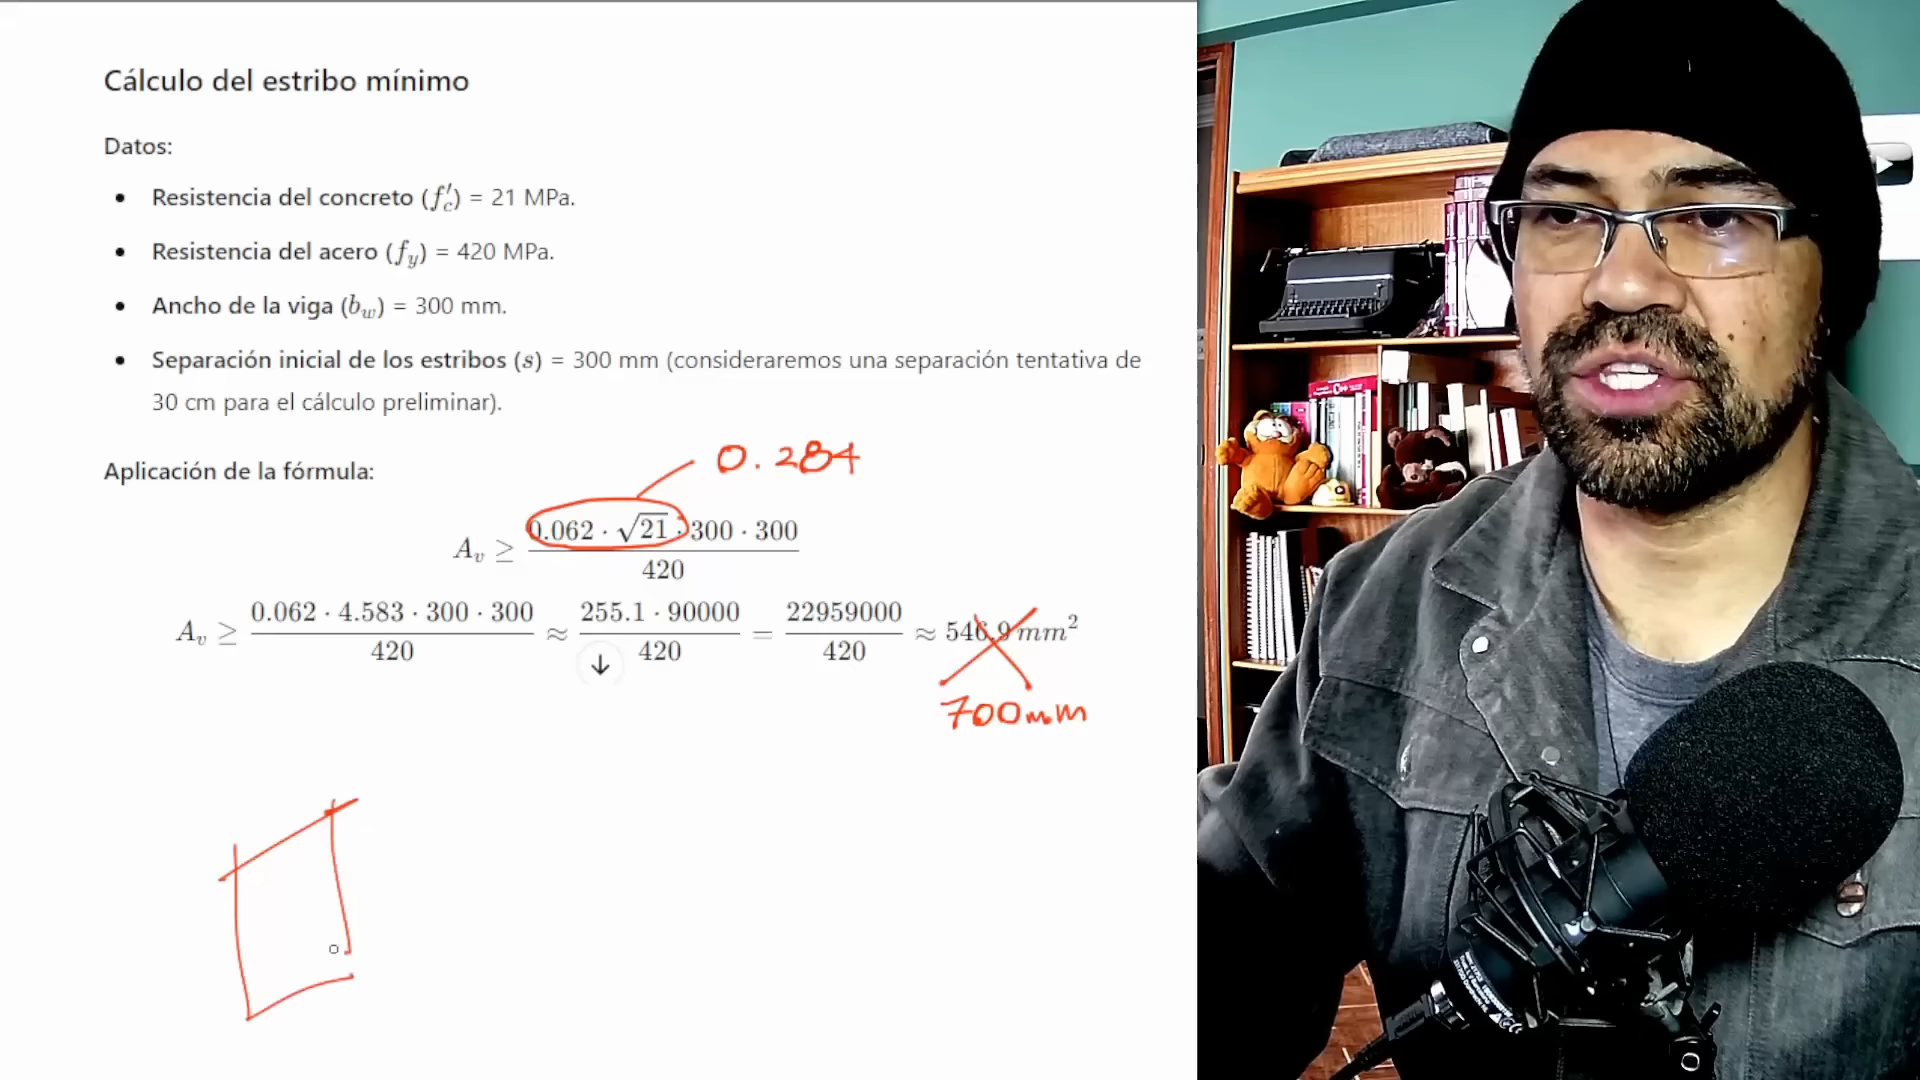 Cálculo del estribo mínimo
Datos:
• Resistencia del concreto (f'c) = 21 MPa.
• Resistencia del acero (fy) = 420 MPa.
• Ancho de la viga (bw) = 300 mm.
• Separación inicial de los estribos (s) = 300 mm (consideraremos una separación tentativa de
30 cm para el cálculo preliminar).
0.284
Aplicación de la fórmula:
Av ≥ 0.062 · √21 · 300 · 300 / 420
Av ≥ 0.062 · 4.583 · 300 · 300 / 420 ≈ 255.1 · 90000 / 420 = 22959000 / 420 ≈ 546.9 mm²
700mm
C++